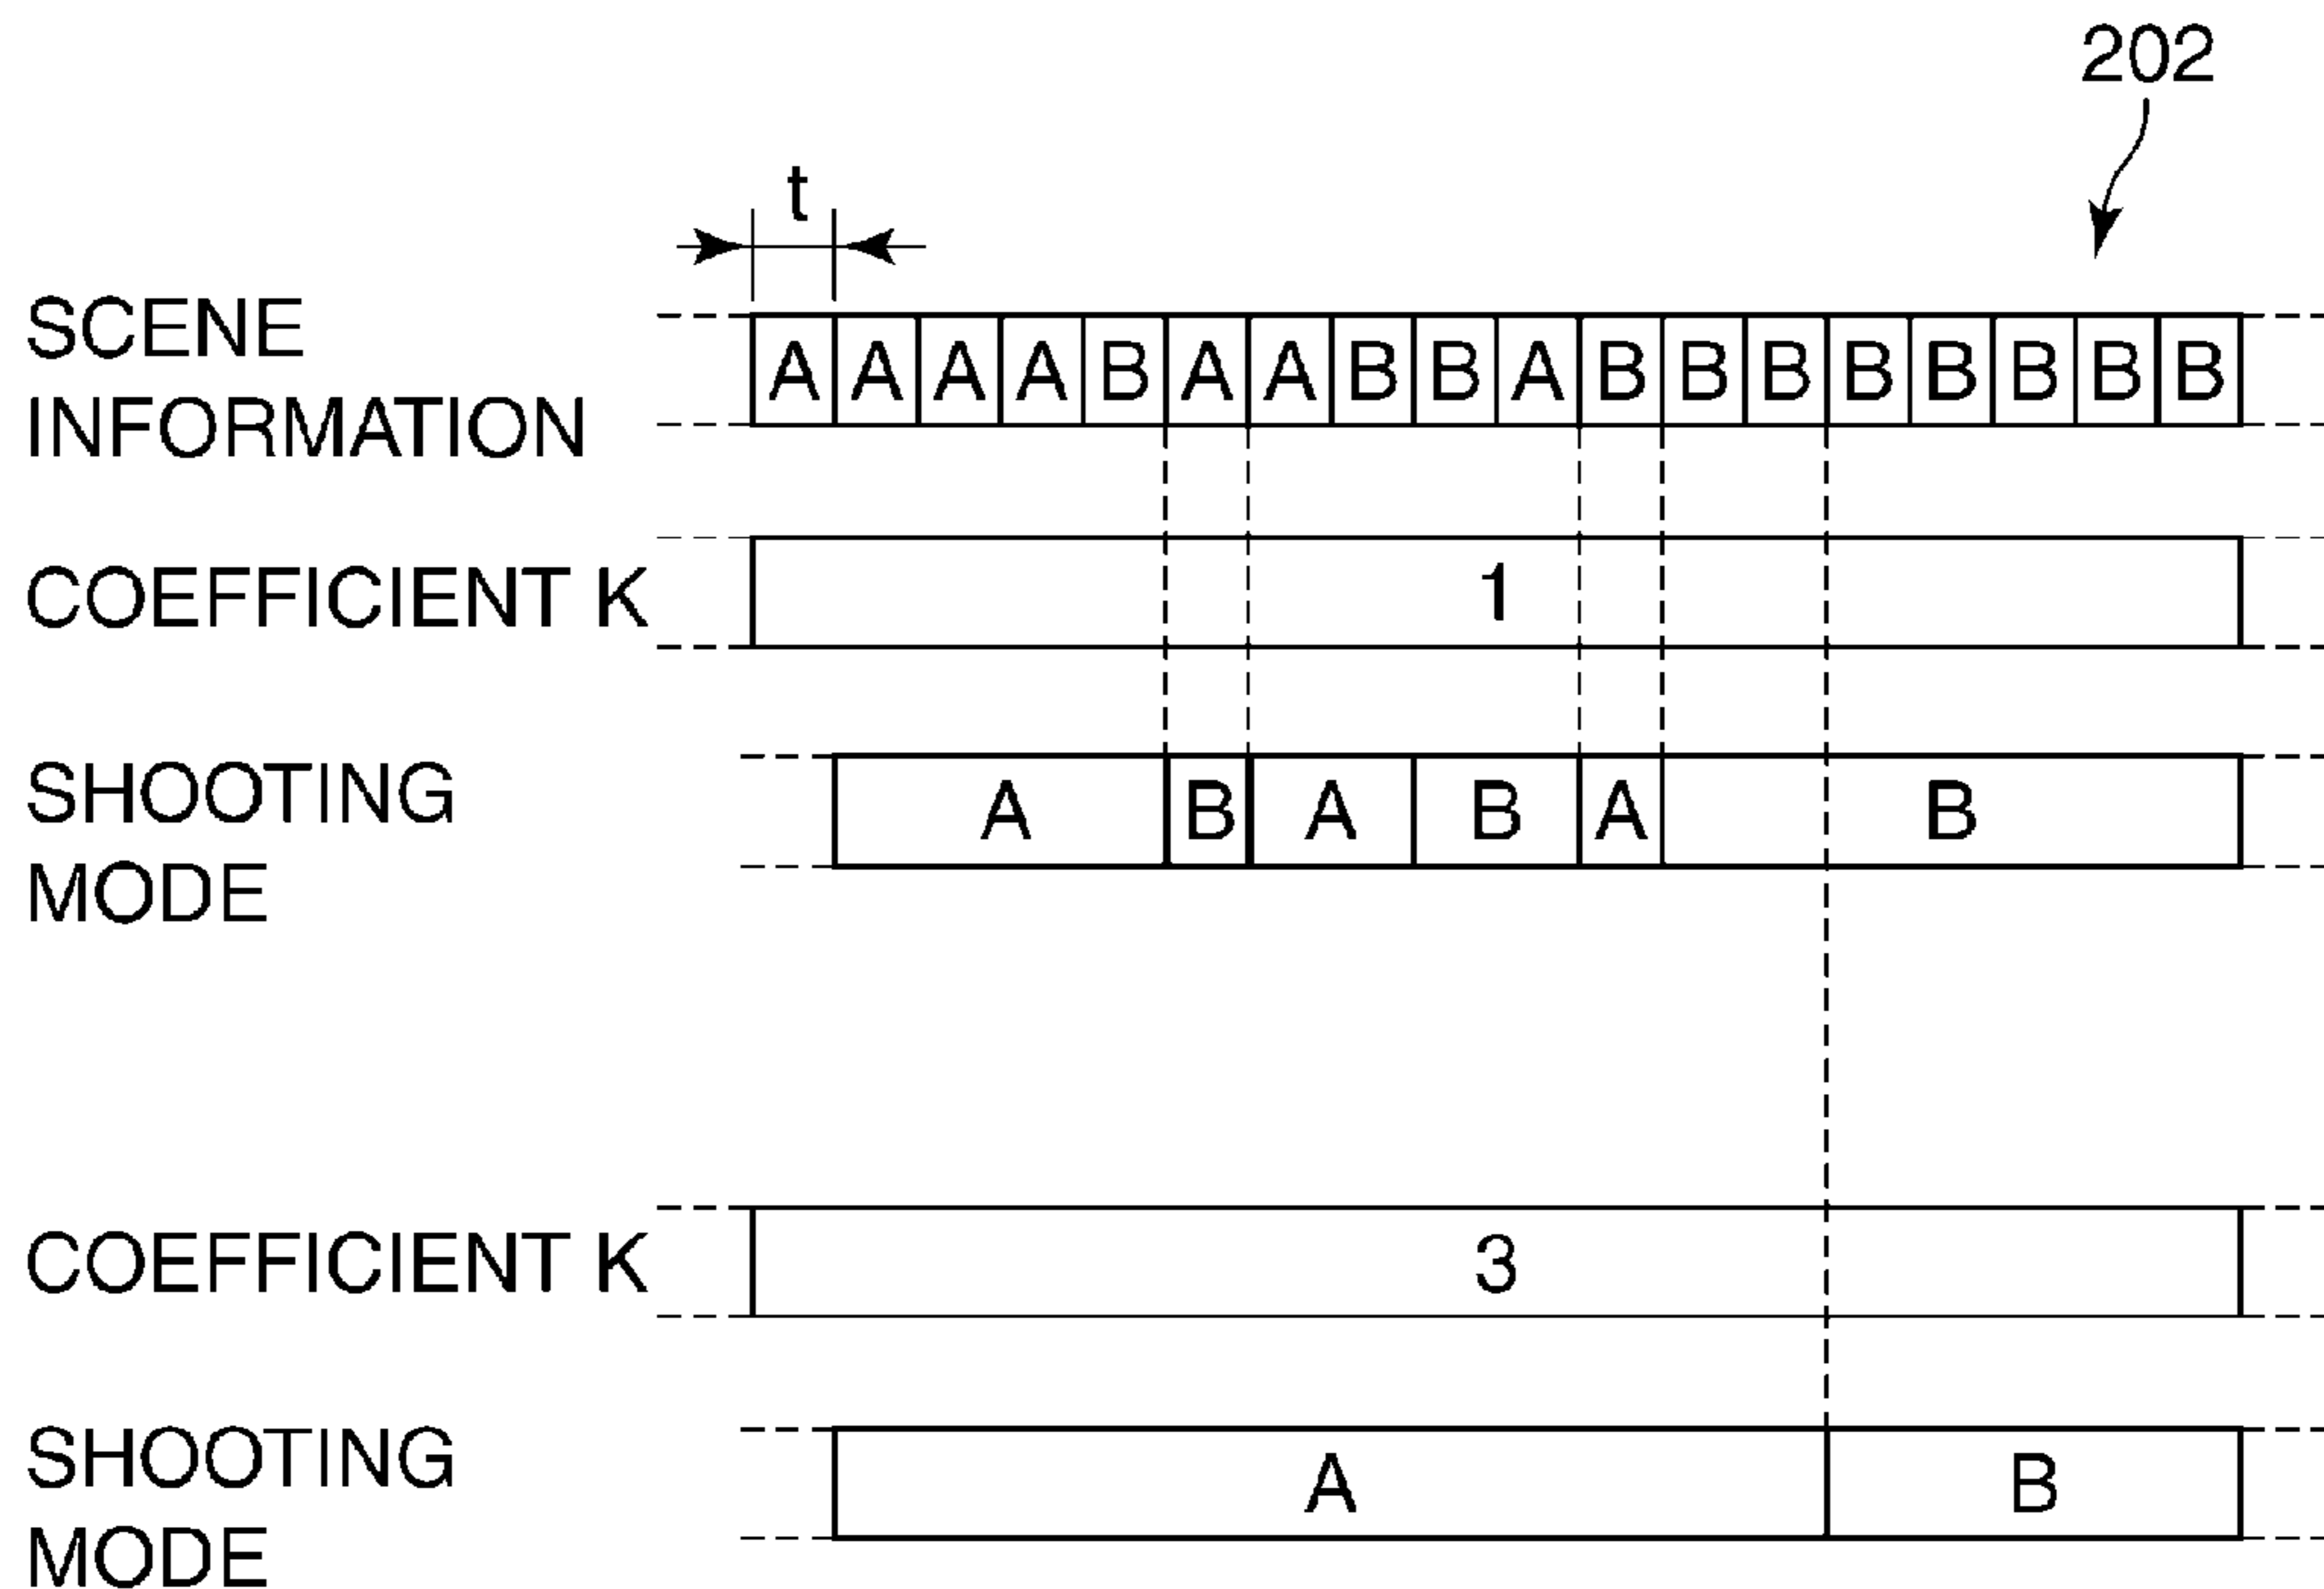 202
t
SCENE
INFORMATION
A A A A B A A B B A B B B B B B B B
COEFFICIENT K
1
SHOOTING
MODE
A B A B A B
COEFFICIENT K
3
SHOOTING
MODE
A B